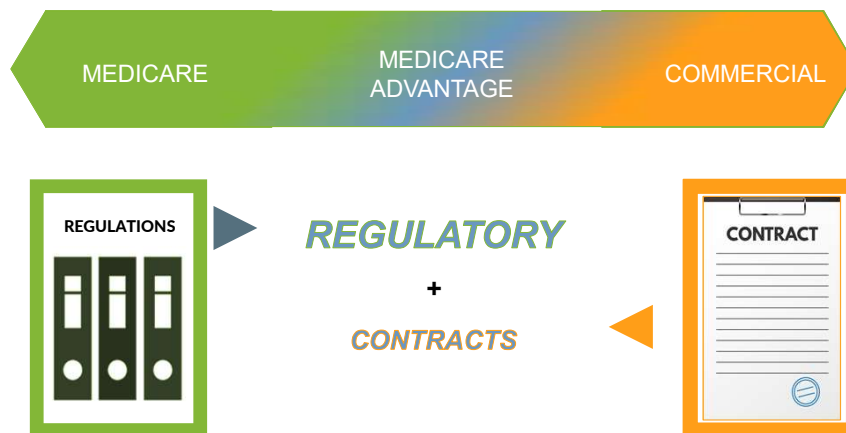 MEDICARE
MEDICARE
ADVANTAGE
COMMERCIAL
REGULATIONS
REGULATORY
+
CONTRACTS
CONTRACT